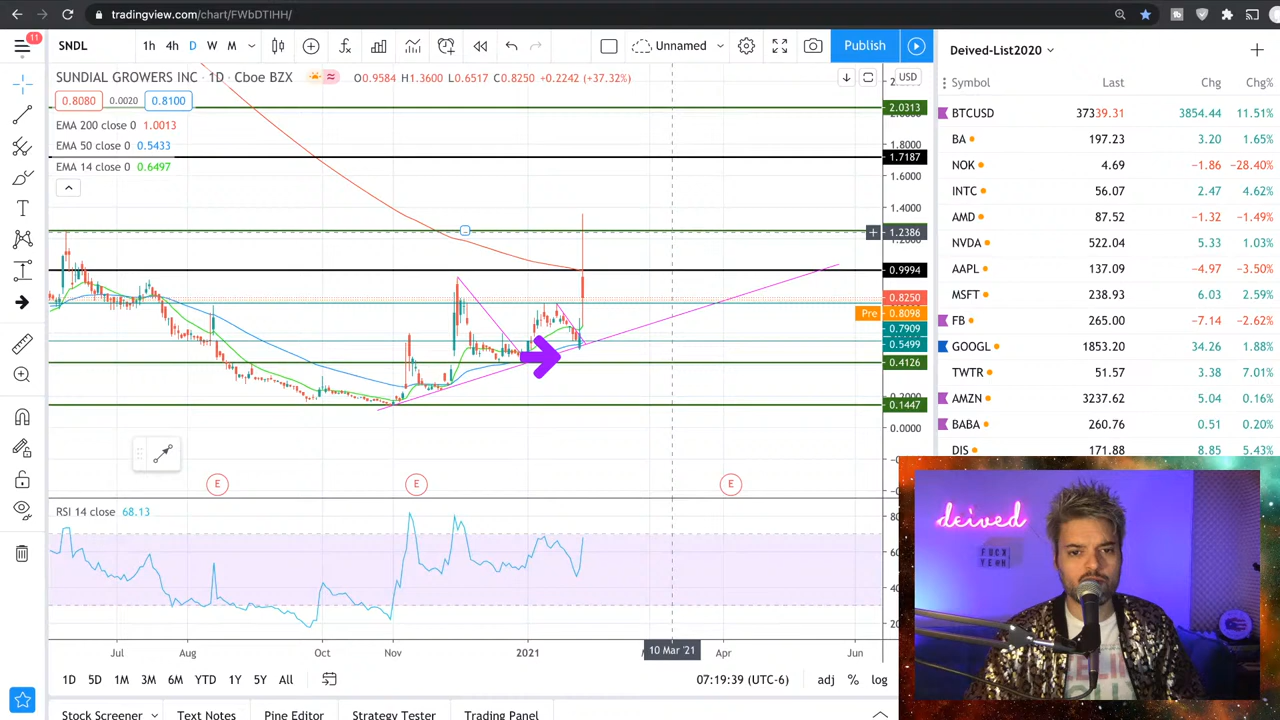 tradingview.com/chart/FWbDTIHH/
11
SNDL
1h 4h D W M
Unnamed
Publish
Deived-List2020
SUNDIAL GROWERS INC · 1D · Cboe BZX
O0.9584 H1.3600 L0.6517 C0.8250 +0.2242 (+37.32%)
USD
0.8080 0.0020 0.8100
EMA 200 close 0 1.0013
EMA 50 close 0 0.5433
EMA 14 close 0 0.6497
2.0313
1.8000
1.7187
1.6000
1.4000
1.2386
0.9994
0.8250
Pre 0.8098
0.7909
0.5499
0.4126
0.1447
0.0000
E E E
RSI 14 close 68.13
Jul Aug Oct Nov 2021 10 Mar '21 Apr Jun
1D 5D 1M 3M 6M YTD 1Y 5Y All
07:19:39 (UTC-6)
adj % log
Stock Screener Text Notes Pine Editor Strategy Tester Trading Panel
Symbol Last Chg Chg%
BTCUSD 37339.31 3854.44 11.51%
BA 197.23 3.20 1.65%
NOK 4.69 −1.86 −28.40%
INTC 56.07 2.47 4.62%
AMD 87.52 −1.32 −1.49%
NVDA 522.04 5.33 1.03%
AAPL 137.09 −4.97 −3.50%
MSFT 238.93 6.03 2.59%
FB 265.00 −7.14 −2.62%
GOOGL 1853.20 34.26 1.88%
TWTR 51.57 3.38 7.01%
AMZN 3237.62 5.04 0.16%
BABA 260.76 0.51 0.20%
DIS 171.88 8.85 5.43%
deived
FUCK
YEAH